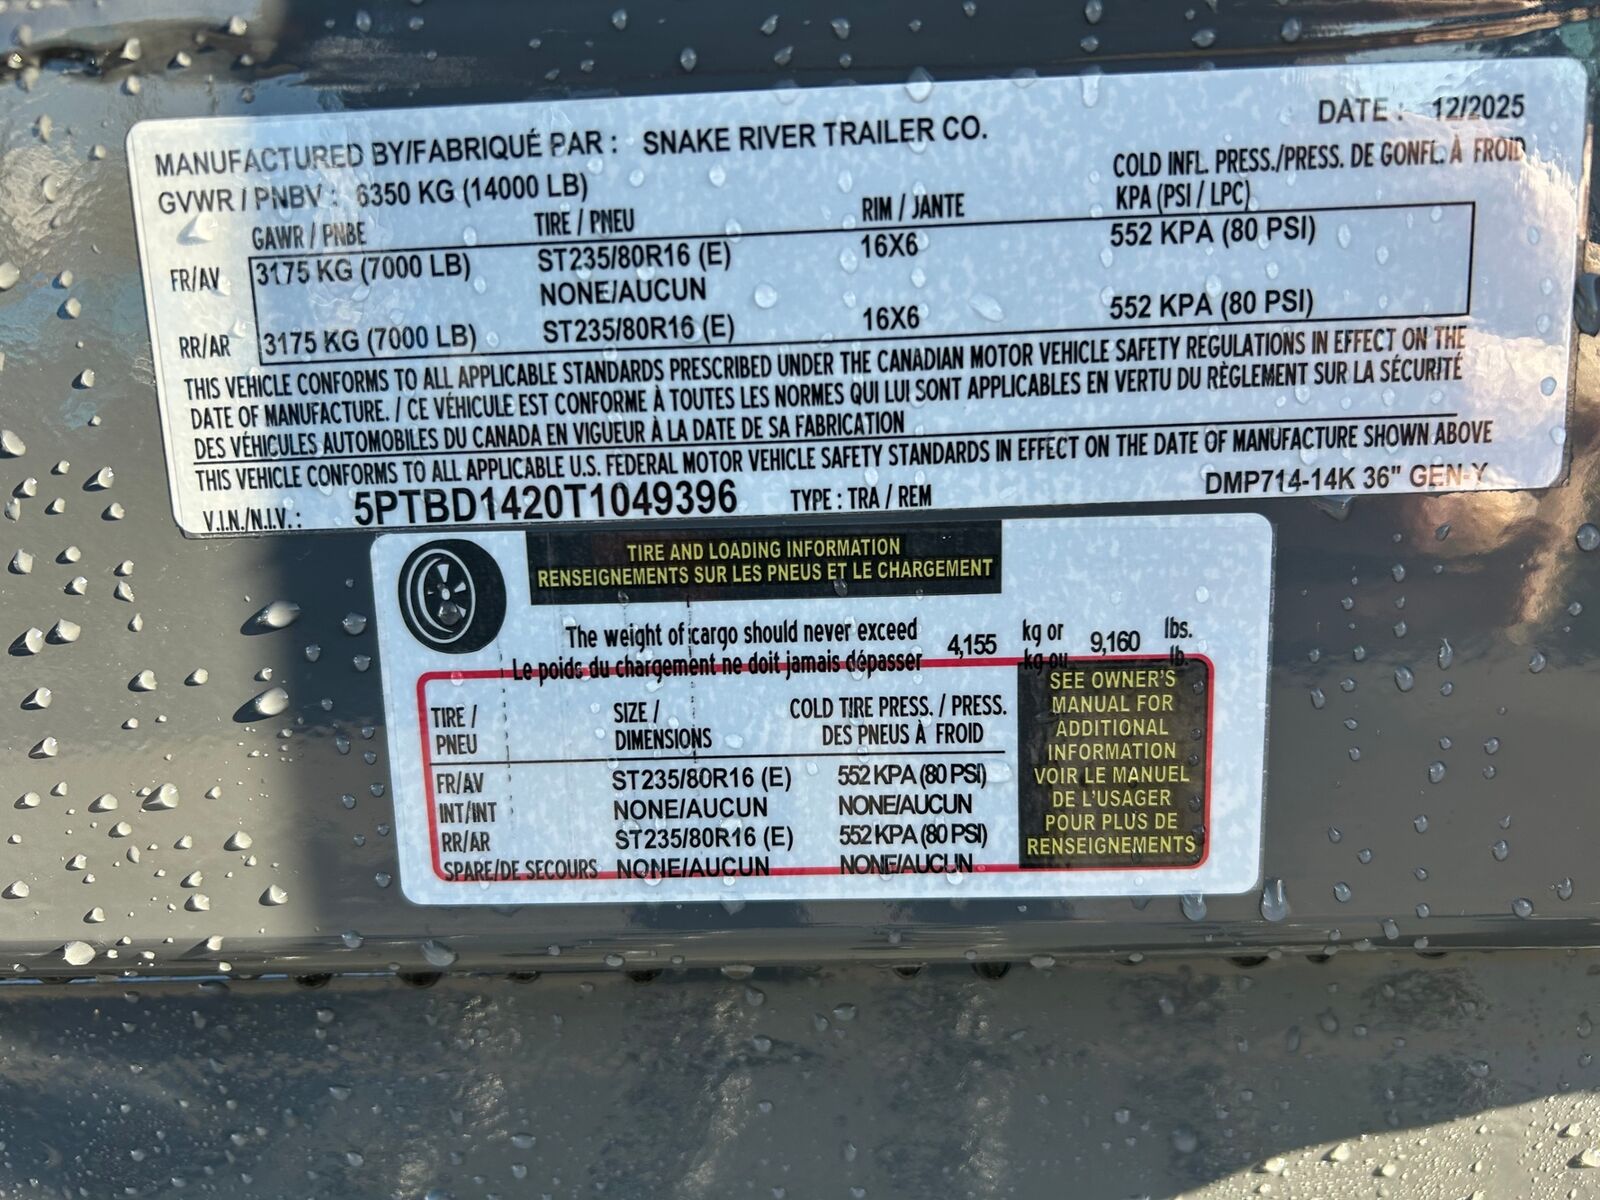 MANUFACTURED BY/FABRIQUÉ PAR : SNAKE RIVER TRAILER CO. DATE : 12/2025
GVWR / PNBV : 6350 KG (14000 LB) COLD INFL. PRESS./PRESS. DE GONFL. À FROID
GAWR / PNBE TIRE / PNEU RIM / JANTE KPA (PSI / LPC)
FR/AV 3175 KG (7000 LB) ST235/80R16 (E) 16X6 552 KPA (80 PSI)
NONE/AUCUN
RR/AR 3175 KG (7000 LB) ST235/80R16 (E) 16X6 552 KPA (80 PSI)
THIS VEHICLE CONFORMS TO ALL APPLICABLE STANDARDS PRESCRIBED UNDER THE CANADIAN MOTOR VEHICLE SAFETY REGULATIONS IN EFFECT ON THE
DATE OF MANUFACTURE. / CE VÉHICULE EST CONFORME À TOUTES LES NORMES QUI LUI SONT APPLICABLES EN VERTU DU RÈGLEMENT SUR LA SÉCURITÉ
DES VÉHICULES AUTOMOBILES DU CANADA EN VIGUEUR À LA DATE DE SA FABRICATION
THIS VEHICLE CONFORMS TO ALL APPLICABLE U.S. FEDERAL MOTOR VEHICLE SAFETY STANDARDS IN EFFECT ON THE DATE OF MANUFACTURE SHOWN ABOVE
V.I.N./N.I.V.: 5PTBD1420T1049396 TYPE : TRA / REM DMP714-14K 36" GEN-Y
TIRE AND LOADING INFORMATION
RENSEIGNEMENTS SUR LES PNEUS ET LE CHARGEMENT
The weight of cargo should never exceed 4,155 kg or 9,160 lbs.
Le poids du chargement ne doit jamais dépasser kg ou lb.
TIRE / SIZE / COLD TIRE PRESS. / PRESS.
PNEU DIMENSIONS DES PNEUS À FROID
FR/AV ST235/80R16 (E) 552 KPA (80 PSI)
INT/INT NONE/AUCUN NONE/AUCUN
RR/AR ST235/80R16 (E) 552 KPA (80 PSI)
SPARE/DE SECOURS NONE/AUCUN NONE/AUCUN
SEE OWNER'S
MANUAL FOR
ADDITIONAL
INFORMATION
VOIR LE MANUEL
DE L'USAGER
POUR PLUS DE
RENSEIGNEMENTS